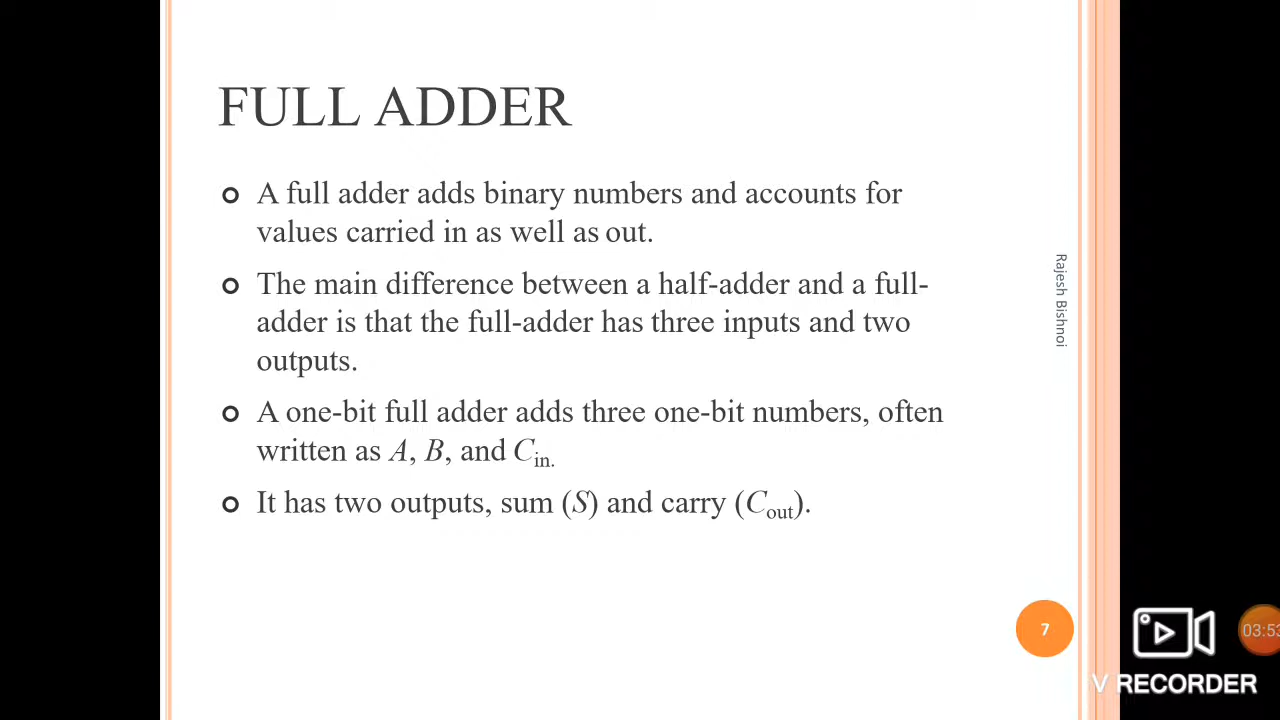 FULL ADDER
A full adder adds binary numbers and accounts for
values carried in as well as out.
The main difference between a half-adder and a full-
adder is that the full-adder has three inputs and two
outputs.
A one-bit full adder adds three one-bit numbers, often
written as A, B, and Cin.
It has two outputs, sum (S) and carry (Cout).
Rajesh Bishnoi
7
03:53
V RECORDER